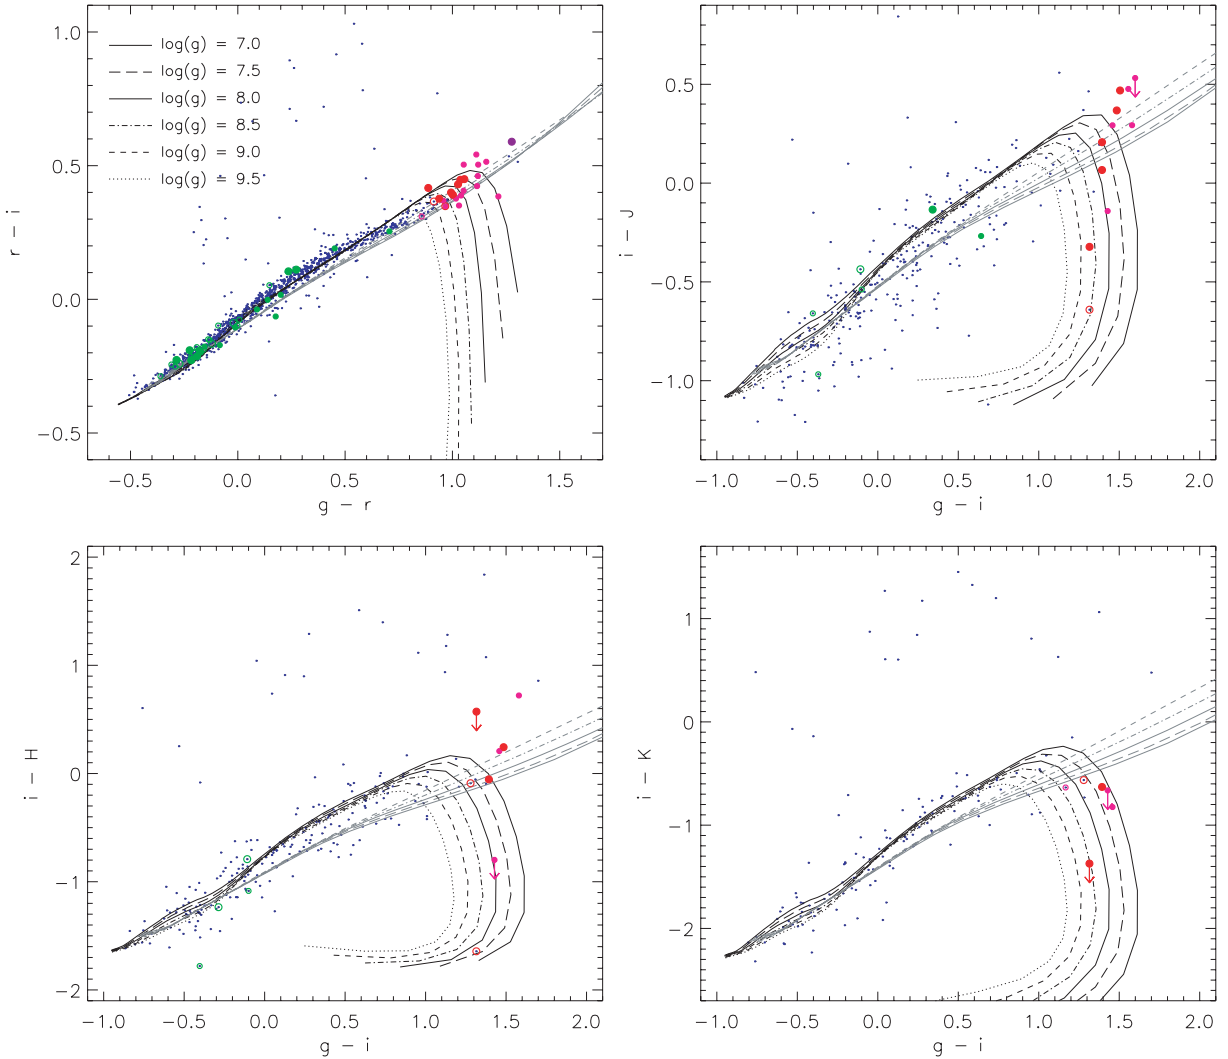 1.0
0.5
0.0
−0.5
r − i
log(g) = 7.0
log(g) = 7.5
log(g) = 8.0
log(g) = 8.5
log(g) = 9.0
log(g) = 9.5
−0.5 0.0 0.5 1.0 1.5
g − r
0.5
0.0
−0.5
−1.0
i − J
−1.0 −0.5 0.0 0.5 1.0 1.5 2.0
g − i
2
1
0
−1
−2
i − H
−1.0 −0.5 0.0 0.5 1.0 1.5 2.0
g − i
1
0
−1
−2
i − K
−1.0 −0.5 0.0 0.5 1.0 1.5 2.0
g − i